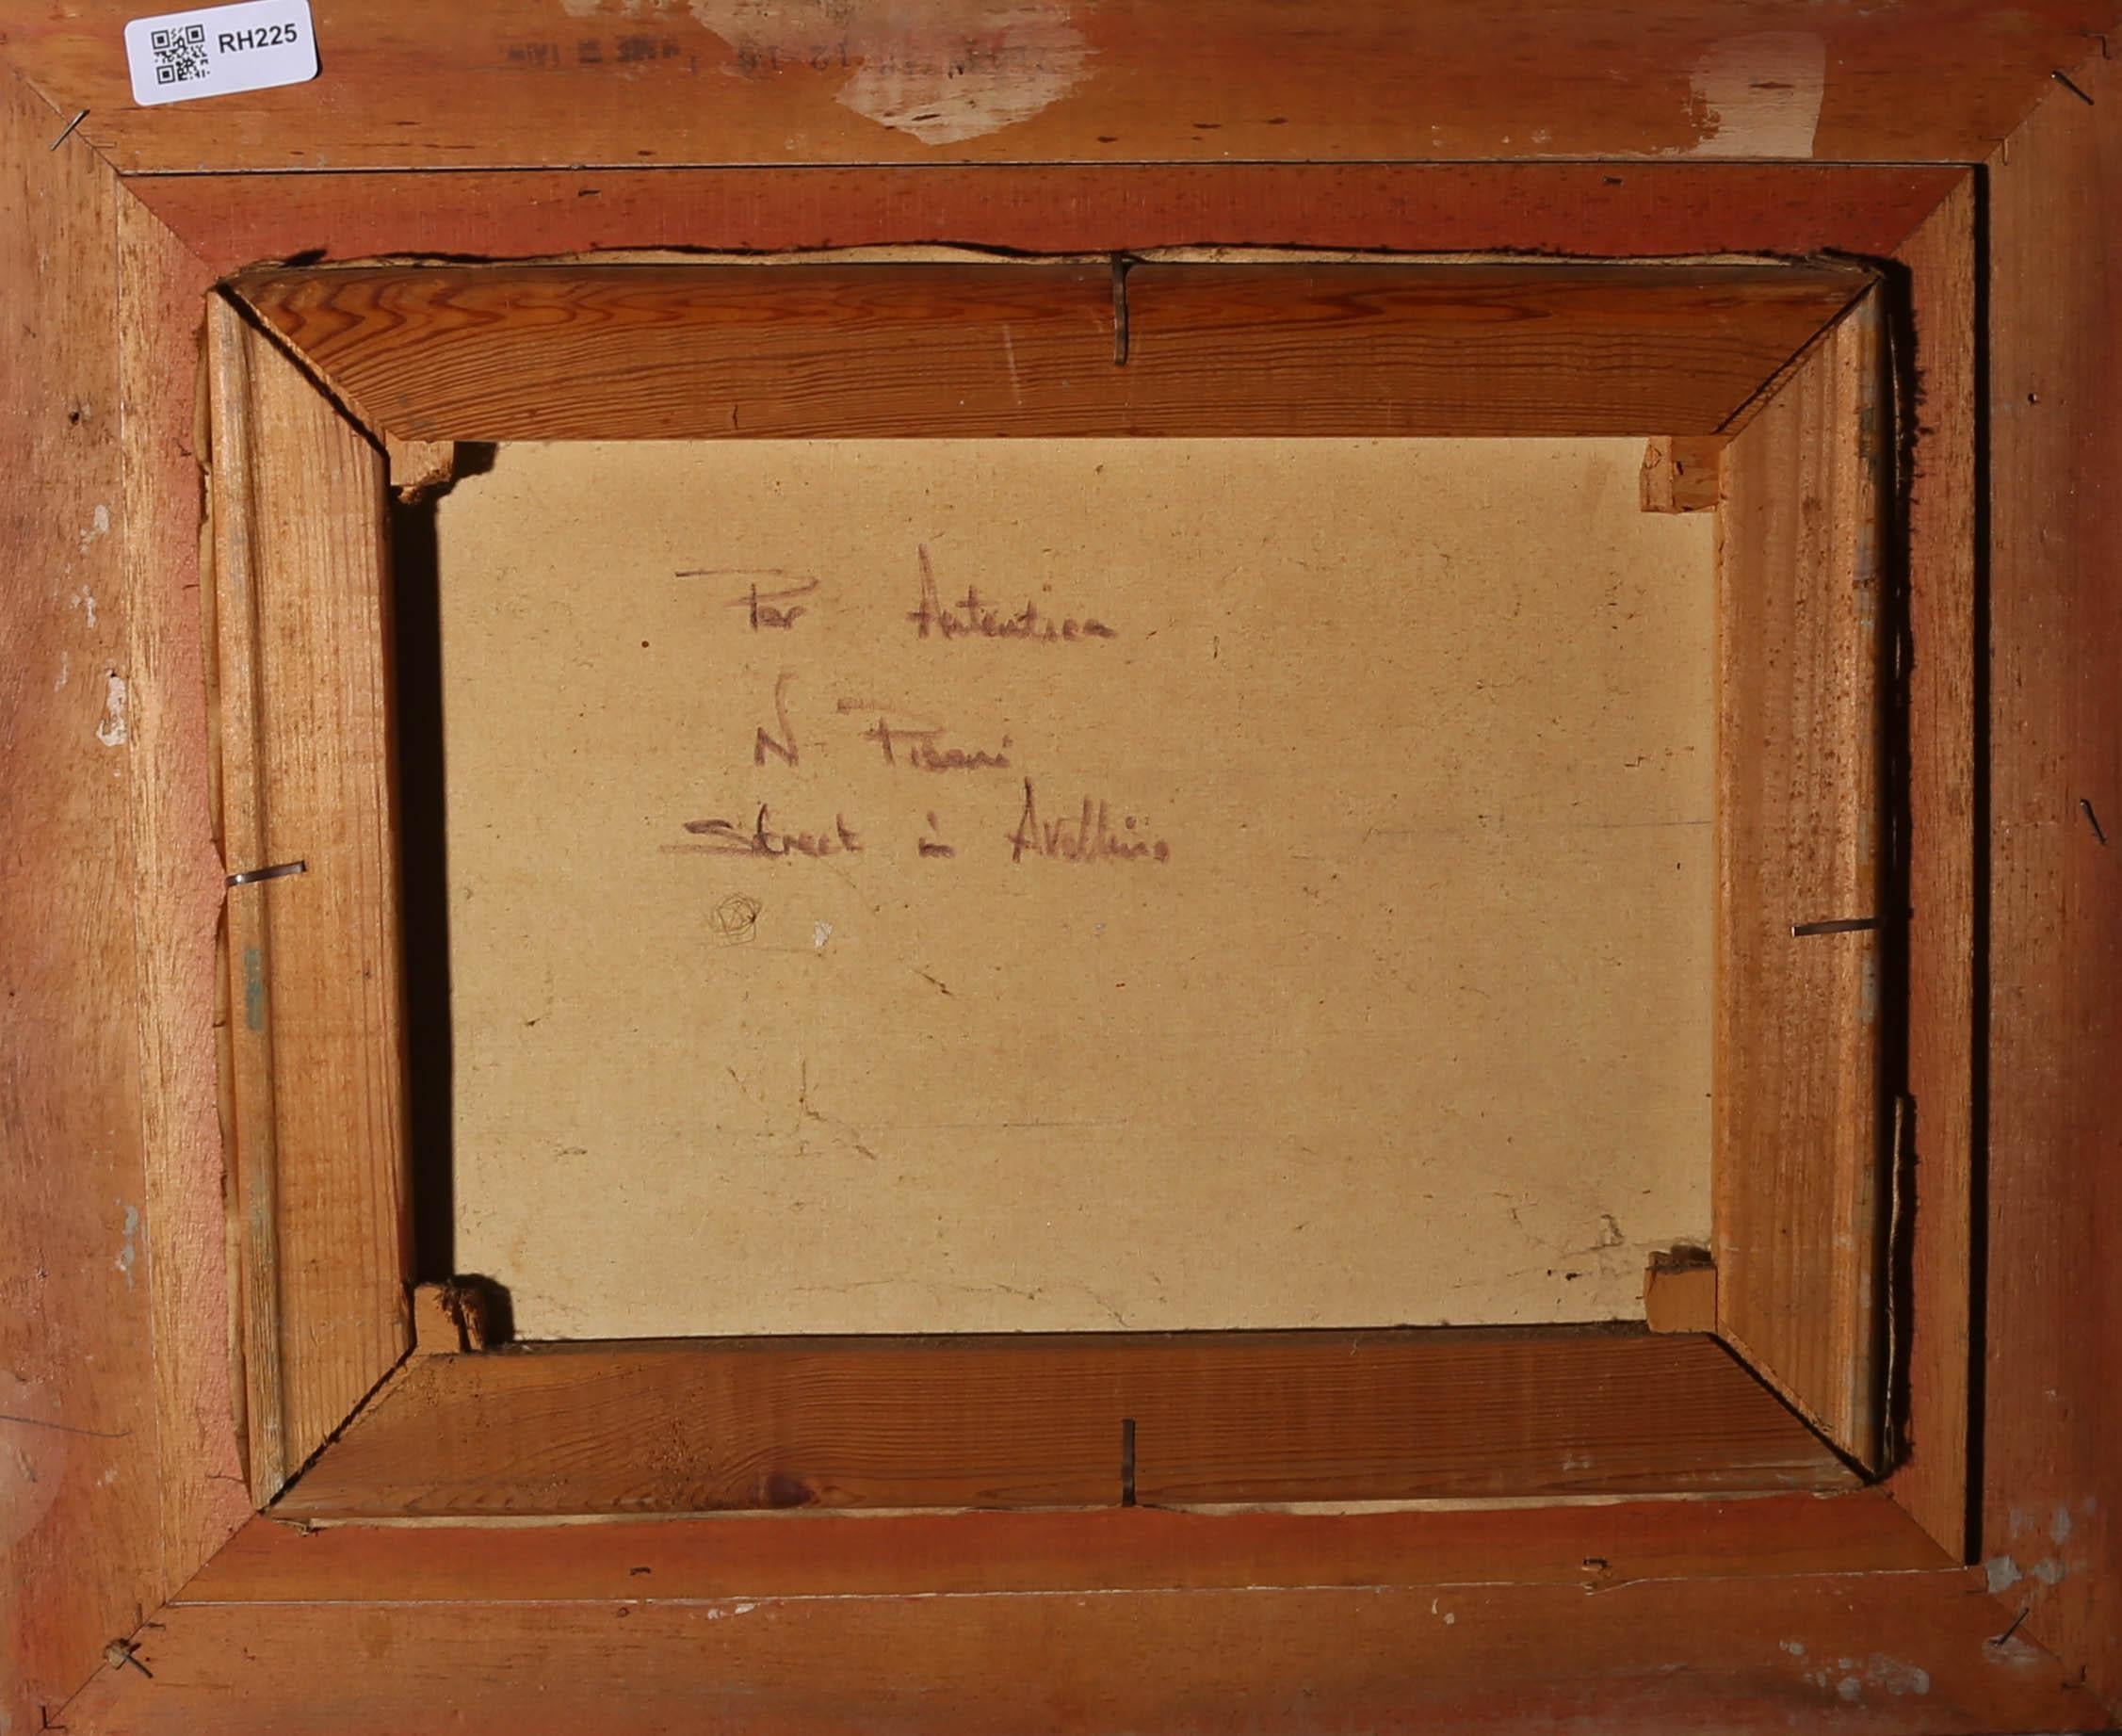 RH225
Per Autentica
N Pisani
Street in Avellino